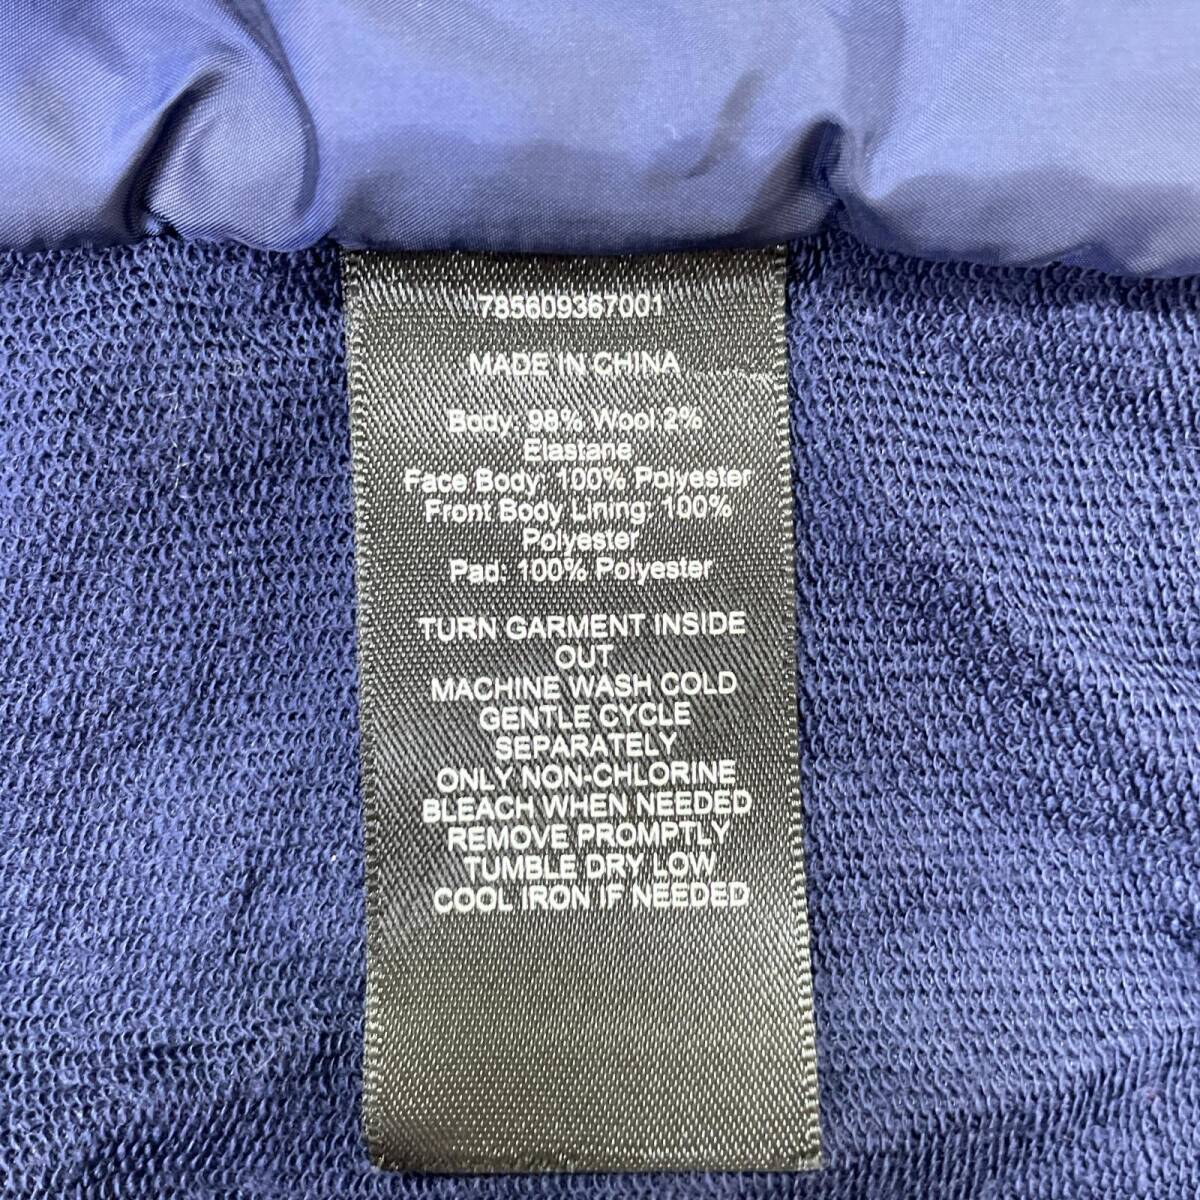 785609367001
MADE IN CHINA
Body: 98% Wool 2%
Elastane
Face Body: 100% Polyester
Front Body Lining: 100%
Polyester
Pad: 100% Polyester
TURN GARMENT INSIDE
OUT
MACHINE WASH COLD
GENTLE CYCLE
SEPARATELY
ONLY NON-CHLORINE
BLEACH WHEN NEEDED
REMOVE PROMPTLY
TUMBLE DRY LOW
COOL IRON IF NEEDED